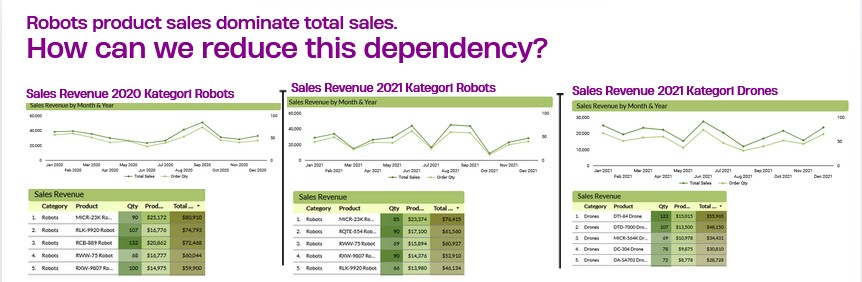 Robots product sales dominate total sales.
How can we reduce this dependency?
Sales Revenue 2020 Kategori Robots
Sales Revenue by Month & Year
60,000
40,000
20,000
0
100
50
0
Jan 2020
Feb 2020
Mar 2020
Apr 2020
May 2020
Jun 2020
Jul 2020
Aug 2020
Sep 2020
Oct 2020
Nov 2020
Dec 2020
Total Sales Order Qty
Sales Revenue
Category Product Qty Prod... Total ...
1. Robots MICR-23K Ro... 90 $25,172 $80,910
2. Robots RLK-9920 Robot 107 $16,776 $74,793
3. Robots RCB-889 Robot 132 $20,862 $72,468
4. Robots RWW-75 Robot 68 $16,777 $60,044
5. Robots RXW-9807 Ro... 100 $14,975 $59,900
Sales Revenue 2021 Kategori Robots
Sales Revenue by Month & Year
60,000
40,000
20,000
0
100
50
0
Jan 2021
Feb 2021
Mar 2021
Apr 2021
May 2021
Jun 2021
Jul 2021
Aug 2021
Sep 2021
Oct 2021
Nov 2021
Dec 2021
Total Sales Order Qty
Sales Revenue
Category Product Qty Prod... Total ...
1. Robots MICR-23K Ro... 85 $23,374 $76,415
2. Robots RQTE-554 Rob... 90 $17,100 $61,560
3. Robots RWW-75 Robot 69 $15,894 $60,927
4. Robots RXW-9807 Ro... 90 $14,376 $53,910
5. Robots RLK-9920 Robot 66 $13,980 $46,134
Sales Revenue 2021 Kategori Drones
Sales Revenue by Month & Year
30,000
20,000
10,000
0
100
50
0
Jan 2021
Feb 2021
Mar 2021
Apr 2021
May 2021
Jun 2021
Jul 2021
Aug 2021
Sep 2021
Oct 2021
Nov 2021
Dec 2021
Total Sales Order Qty
Sales Revenue
Category Product Qty Prod... Total ...
1. Drones DTI-84 Drone 123 $15,015
2. Drones DTD-7000 Dro... 107 $13,500 $48,150
3. Drones MICR-564K Dr... 69 $10,978 $34,431
4. Drones DC-304 Drone 78 $9,875 $30,810
5. Drones DA-SA702 Dro... 72 $8,778 $28,728